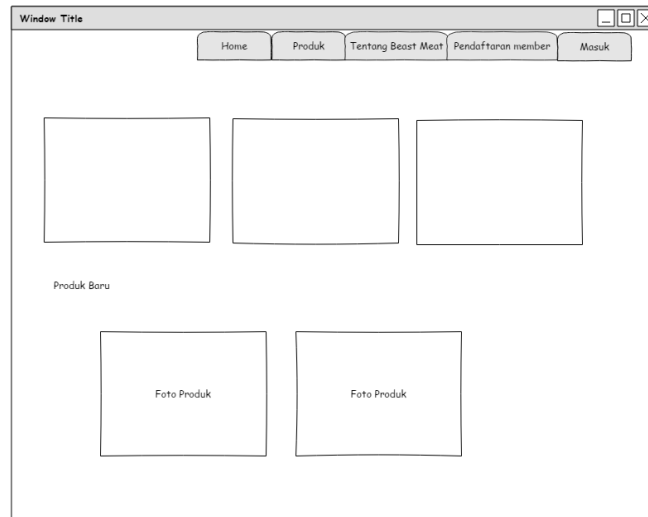 Window Title
Home
Produk
Tentang Beast Meat
Pendaftaran member
Masuk
Produk Baru
Foto Produk
Foto Produk